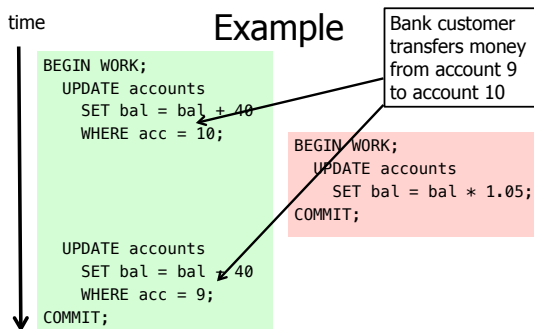 time
Example
Bank customer
transfers money
from account 9
to account 10
BEGIN WORK;
UPDATE accounts
SET bal = bal + 40
WHERE acc = 10;
BEGIN WORK;
UPDATE accounts
SET bal = bal * 1.05;
COMMIT;
UPDATE accounts
SET bal = bal - 40
WHERE acc = 9;
COMMIT;